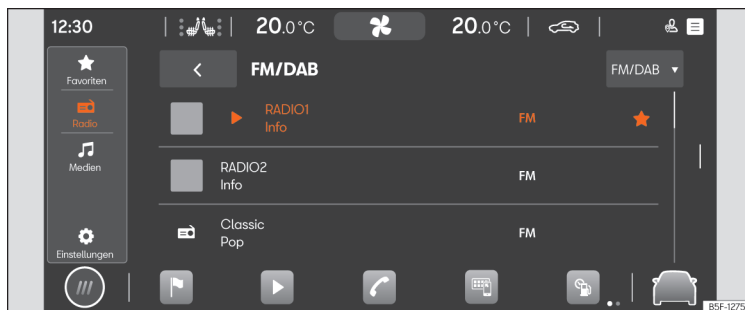 12:30
20.0°C
20.0°C
Favoriten
Radio
Medien
Einstellungen
FM/DAB
FM/DAB
RADIO1
Info
FM
RADIO2
Info
FM
Classic
Pop
FM
B5F-1275